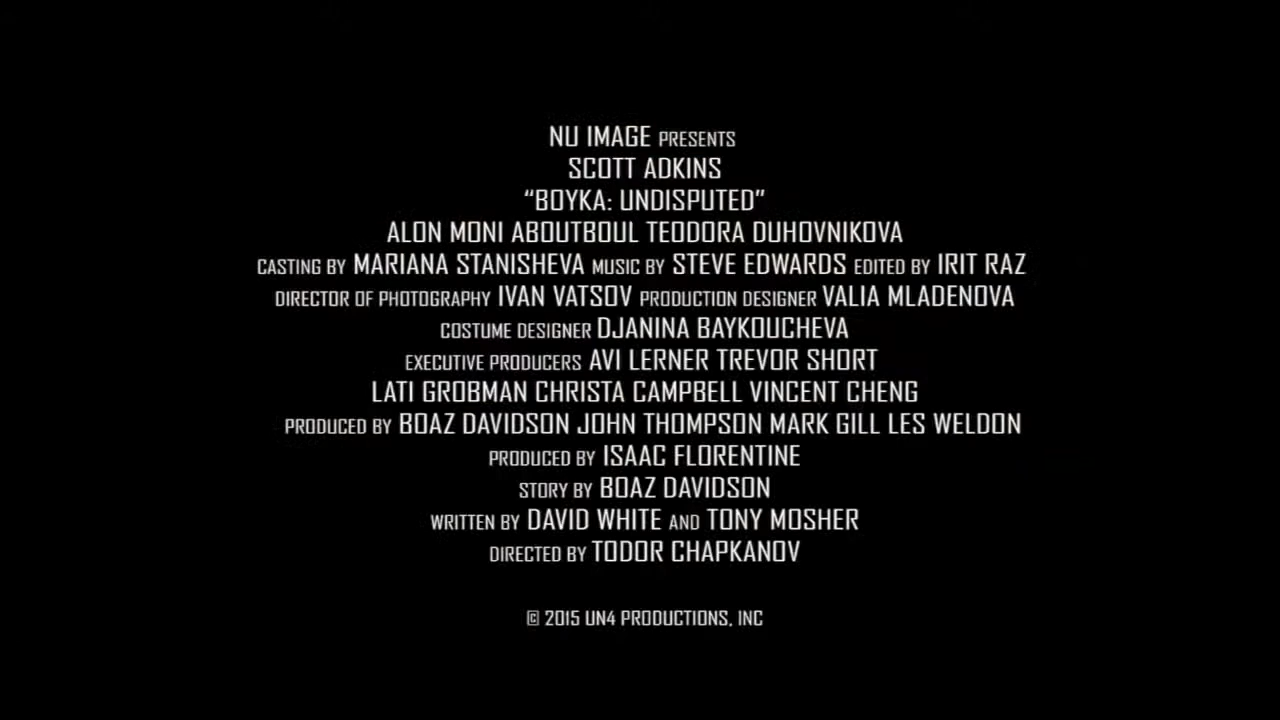 NU IMAGE PRESENTS
SCOTT ADKINS
“BOYKA: UNDISPUTED”
ALON MONI ABOUTBOUL TEODORA DUHOVNIKOVA
CASTING BY MARIANA STANISHEVA MUSIC BY STEVE EDWARDS EDITED BY IRIT RAZ
DIRECTOR OF PHOTOGRAPHY IVAN VATSOV PRODUCTION DESIGNER VALIA MLADENOVA
COSTUME DESIGNER DJANINA BAYKOUCHEVA
EXECUTIVE PRODUCERS AVI LERNER TREVOR SHORT
LATI GROBMAN CHRISTA CAMPBELL VINCENT CHENG
PRODUCED BY BOAZ DAVIDSON JOHN THOMPSON MARK GILL LES WELDON
PRODUCED BY ISAAC FLORENTINE
STORY BY BOAZ DAVIDSON
WRITTEN BY DAVID WHITE AND TONY MOSHER
DIRECTED BY TODOR CHAPKANOV
© 2015 UN4 PRODUCTIONS, INC